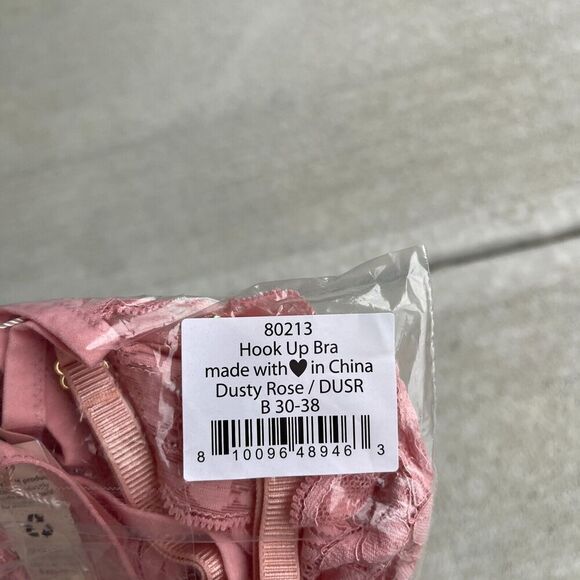 80213
Hook Up Bra
made with♥in China
Dusty Rose / DUSR
B 30-38
8 10096 48946 3